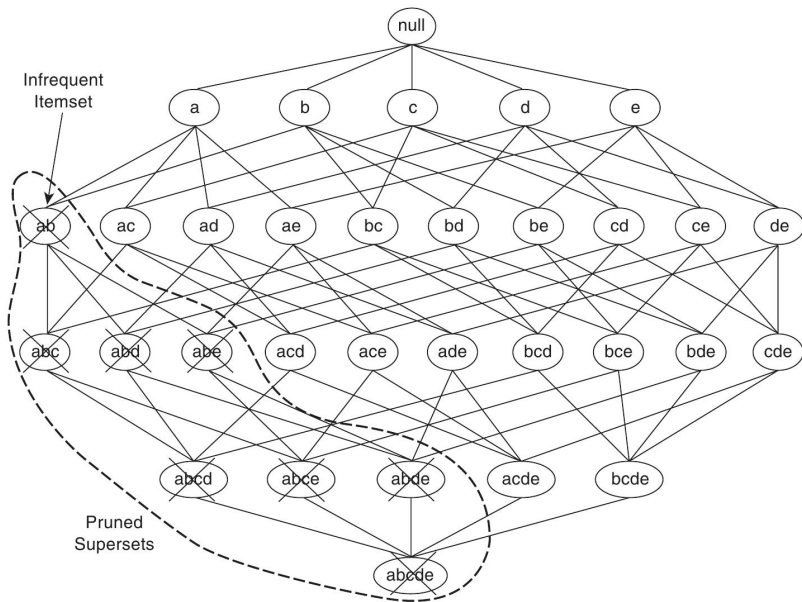 null
Infrequent
Itemset
a b c d e
ab ac ad ae bc bd be cd ce de
abc abd abe acd ace ade bcd bce bde cde
abcd abce abde acde bcde
Pruned
Supersets
abcde